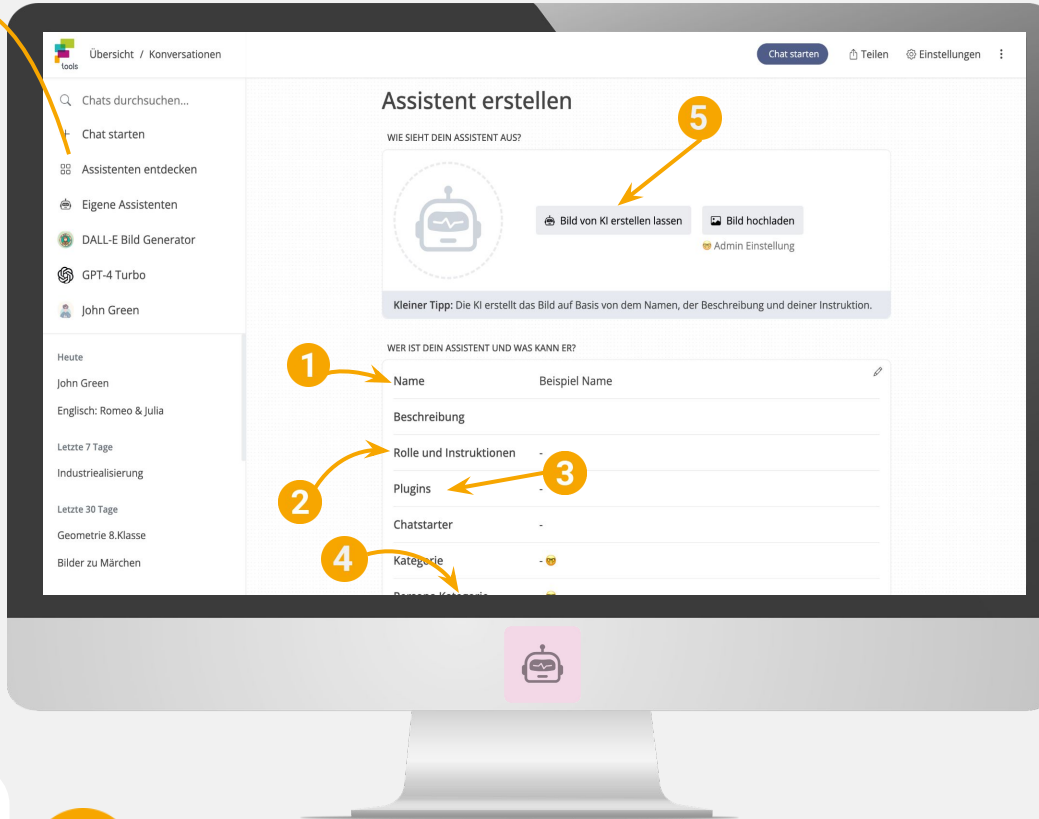 tools
Übersicht / Konversationen
Chat starten
Teilen
Einstellungen
Chats durchsuchen...
Chat starten
Assistenten entdecken
Eigene Assistenten
DALL-E Bild Generator
GPT-4 Turbo
John Green
Heute
John Green
Englisch: Romeo & Julia
Letzte 7 Tage
Industriealisierung
Letzte 30 Tage
Geometrie 8.Klasse
Bilder zu Märchen
Assistent erstellen
5
WIE SIEHT DEIN ASSISTENT AUS?
Bild von KI erstellen lassen
Bild hochladen
Admin Einstellung
Kleiner Tipp: Die KI erstellt das Bild auf Basis von dem Namen, der Beschreibung und deiner Instruktion.
WER IST DEIN ASSISTENT UND WAS KANN ER?
1
Name Beispiel Name
Beschreibung
Rolle und Instruktionen -
2
3
Plugins -
Chatstarter -
4
Kategorie -